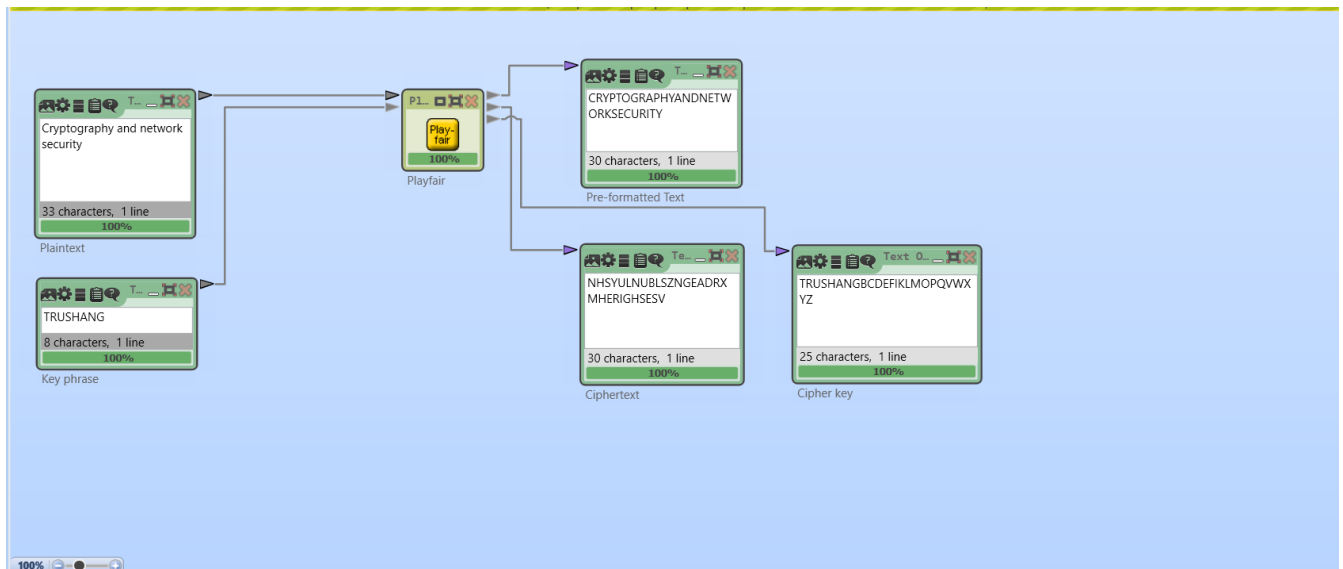 T...
Cryptography and network
security
33 characters, 1 line
100%
Plaintext
T...
TRUSHANG
8 characters, 1 line
100%
Key phrase
Pl...
Play-
fair
100%
Playfair
T...
CRYPTOGRAPHYANDNETW
ORKSECURITY
30 characters, 1 line
100%
Pre-formatted Text
Te...
NHSYULNUBLSZNGEADRX
MHERIGHSESV
30 characters, 1 line
100%
Ciphertext
Text O...
TRUSHANGBCDEFIKLMOPQVWX
YZ
25 characters, 1 line
100%
Cipher key
100%